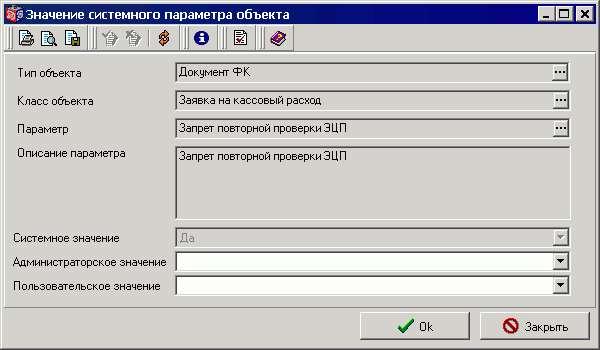 Значение системного параметра объекта
Тип объекта Документ ФК ...
Класс объекта Заявка на кассовый расход ...
Параметр Запрет повторной проверки ЭЦП ...
Описание параметра Запрет повторной проверки ЭЦП
Системное значение Да
Администраторское значение
Пользовательское значение
Ok Закрыть